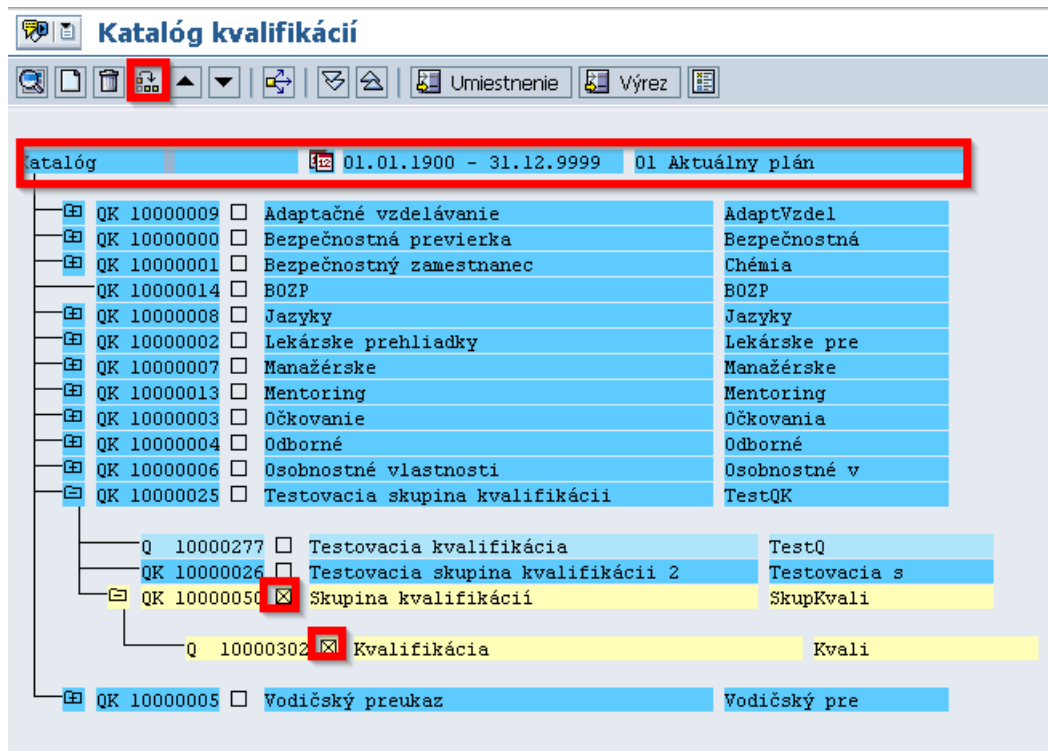 Katalóg kvalifikácií
Umiestnenie Výrez
Katalóg 01.01.1900 - 31.12.9999 01 Aktuálny plán
QK 10000009 Adaptačné vzdelávanie AdaptVzdel
QK 10000000 Bezpečnostná previerka Bezpečnostná
QK 10000001 Bezpečnostný zamestnanec Chémia
QK 10000014 BOZP BOZP
QK 10000008 Jazyky Jazyky
QK 10000002 Lekárske prehliadky Lekárske pre
QK 10000007 Manažérske Manažérske
QK 10000013 Mentoring Mentoring
QK 10000003 Očkovanie Očkovania
QK 10000004 Odborné Odborné
QK 10000006 Osobnostné vlastnosti Osobnostné v
QK 10000025 Testovacia skupina kvalifikácii TestQK
Q 10000277 Testovacia kvalifikácia TestQ
QK 10000026 Testovacia skupina kvalifikácii 2 Testovacia s
QK 10000050 Skupina kvalifikácií SkupKvali
Q 10000302 Kvalifikácia Kvali
QK 10000005 Vodičský preukaz Vodičský pre